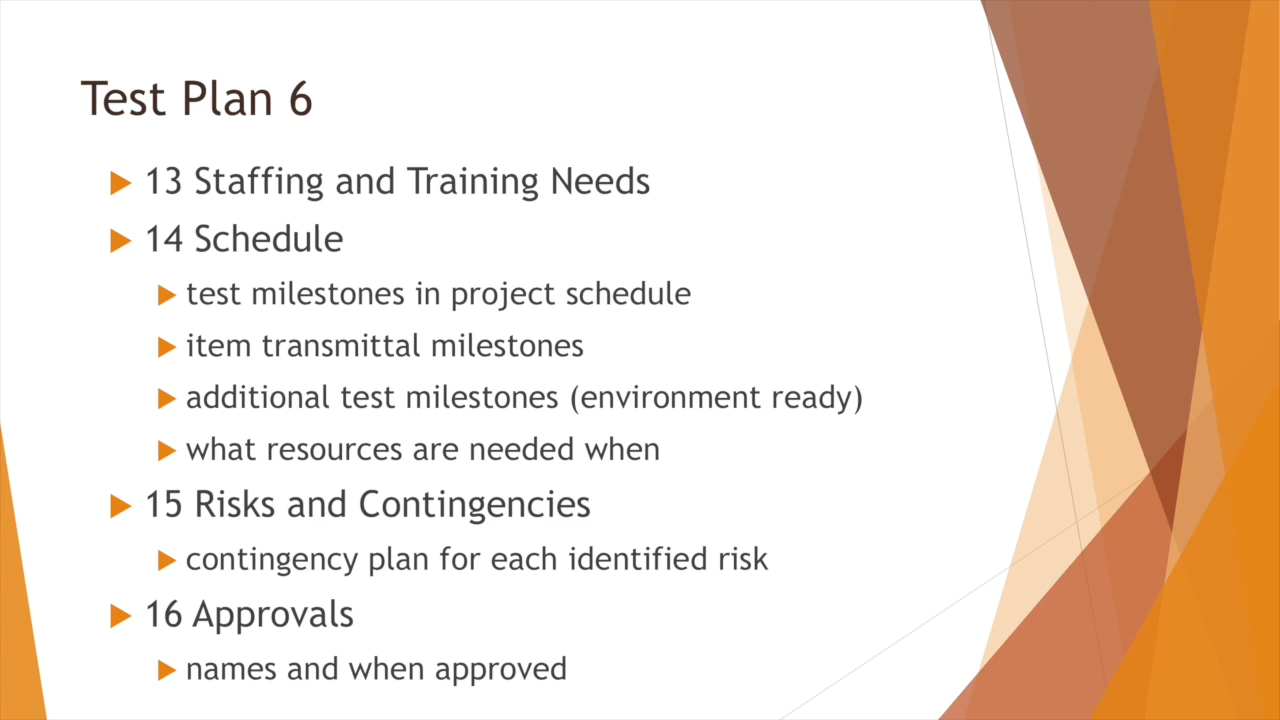 Test Plan 6
13 Staffing and Training Needs
14 Schedule
test milestones in project schedule
item transmittal milestones
additional test milestones (environment ready)
what resources are needed when
15 Risks and Contingencies
contingency plan for each identified risk
16 Approvals
names and when approved